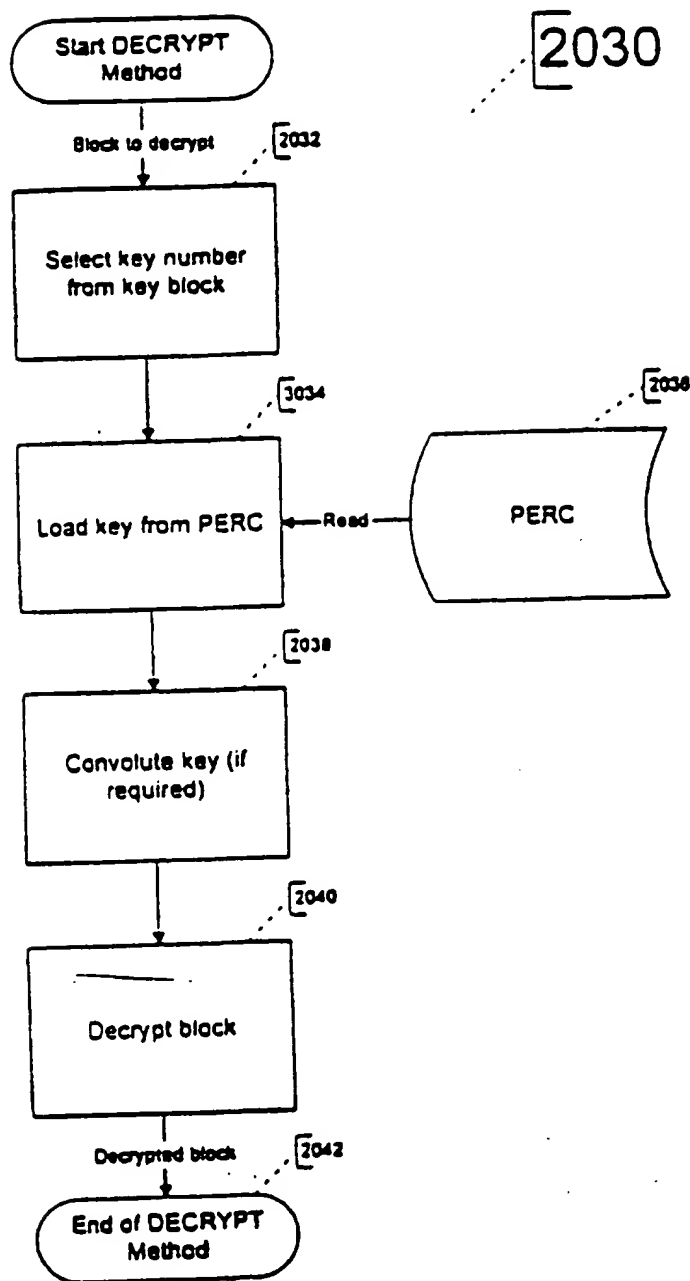 Start DECRYPT
Method
2030
Block to decrypt
2032
Select key number
from key block
3034
2036
Load key from PERC
Read
PERC
2038
Convolute key (if
required)
2040
Decrypt block
Decrypted block
2042
End of DECRYPT
Method